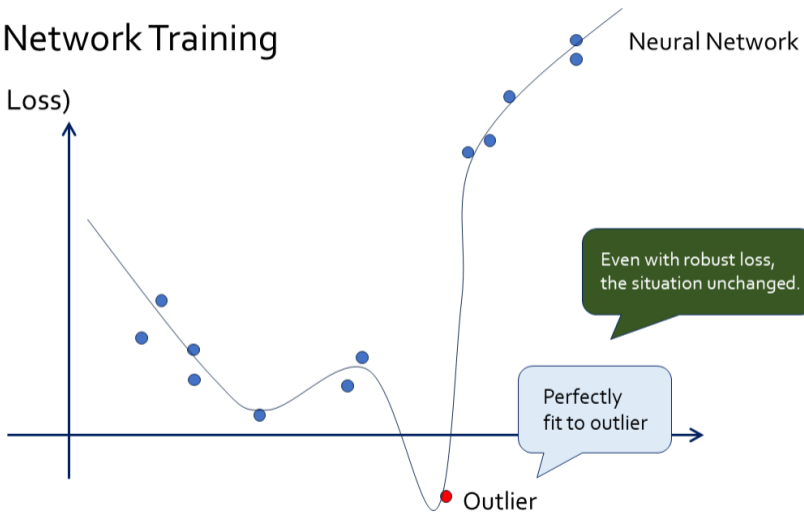 Network Training
Neural Network
Loss)
Even with robust loss,
the situation unchanged.
Perfectly
fit to outlier
Outlier